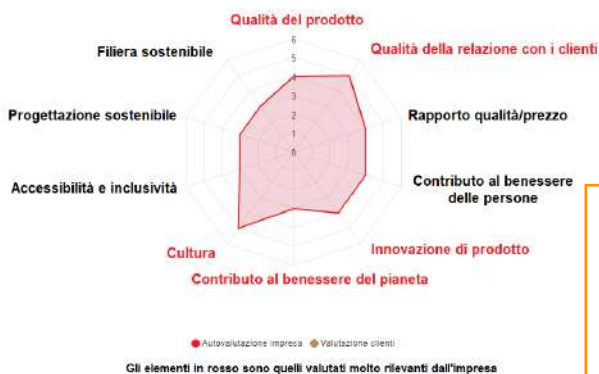 Qualità del prodotto
Filiera sostenibile
Qualità della relazione con i clienti
Progettazione sostenibile
Rapporto qualità/prezzo
Accessibilità e inclusività
Contributo al benessere
delle persone
Cultura
Innovazione di prodotto
Contributo al benessere del pianeta
6
5
4
3
2
1
0
Autovalutazione impresa
Valutazione clienti
Gli elementi in rosso sono quelli valutati molto rilevanti dall'impresa